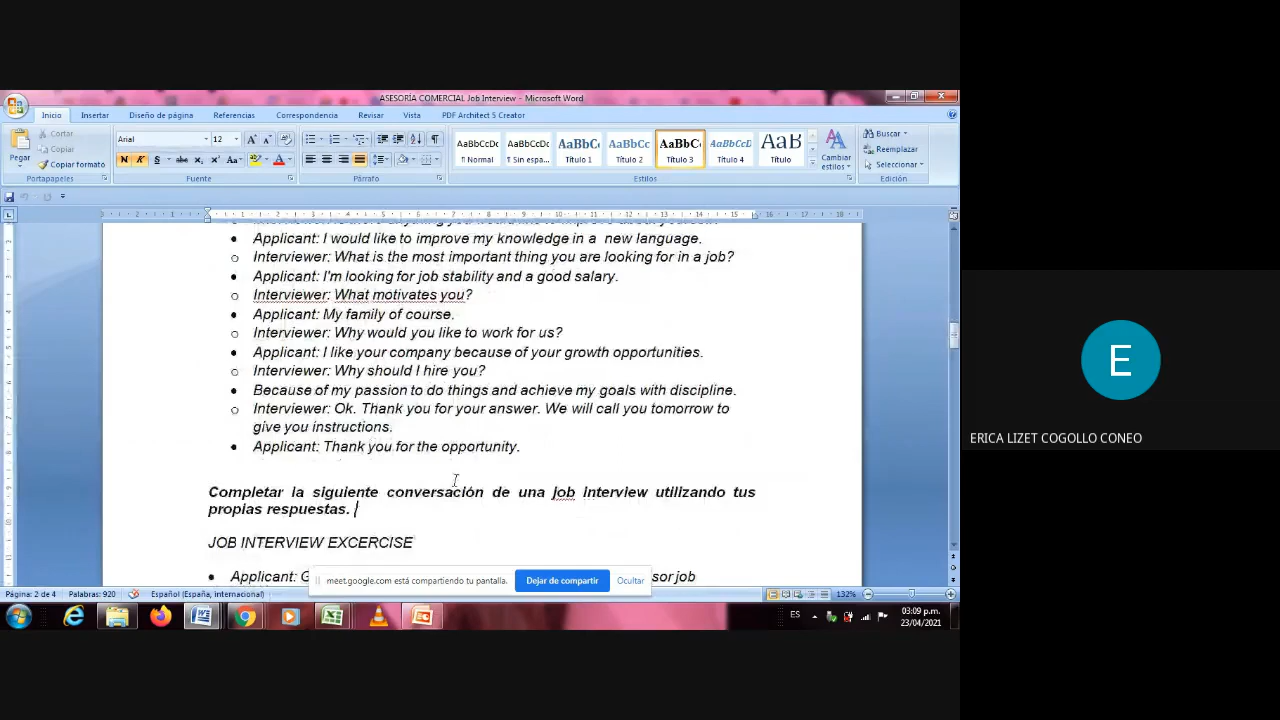 ASESORÍA COMERCIAL Job Interview - Microsoft Word
Inicio Insertar Diseño de página Referencias Correspondencia Revisar Vista PDF Architect 5 Creator
Pegar
Cortar
Copiar
Copiar formato
Portapapeles
Arial 12
Fuente
Párrafo
AaBbCcDc AaBbCcDc AaBbC AaBbCc AaBbC AaBbCcD AaB
¶ Normal ¶ Sin espa... Título 1 Título 2 Título 3 Título 4 Título
Cambiar estilos
Estilos
Buscar
Reemplazar
Seleccionar
Edición
Applicant: I would like to improve my knowledge in a new language.
Interviewer: What is the most important thing you are looking for in a job?
Applicant: I'm looking for job stability and a good salary.
Interviewer: What motivates you?
Applicant: My family of course.
Interviewer: Why would you like to work for us?
Applicant: I like your company because of your growth opportunities.
Interviewer: Why should I hire you?
Because of my passion to do things and achieve my goals with discipline.
Interviewer: Ok. Thank you for your answer. We will call you tomorrow to
give you instructions.
Applicant: Thank you for the opportunity.
Completar la siguiente conversación de una job interview utilizando tus
propias respuestas.
JOB INTERVIEW EXCERCISE
Applicant: G
job
meet.google.com está compartiendo tu pantalla. Dejar de compartir Ocultar
Página: 2 de 4 Palabras: 920 Español (España, internacional) 132%
ES 03:09 p.m.
23/04/2021
E
ERICA LIZET COGOLLO CONEO